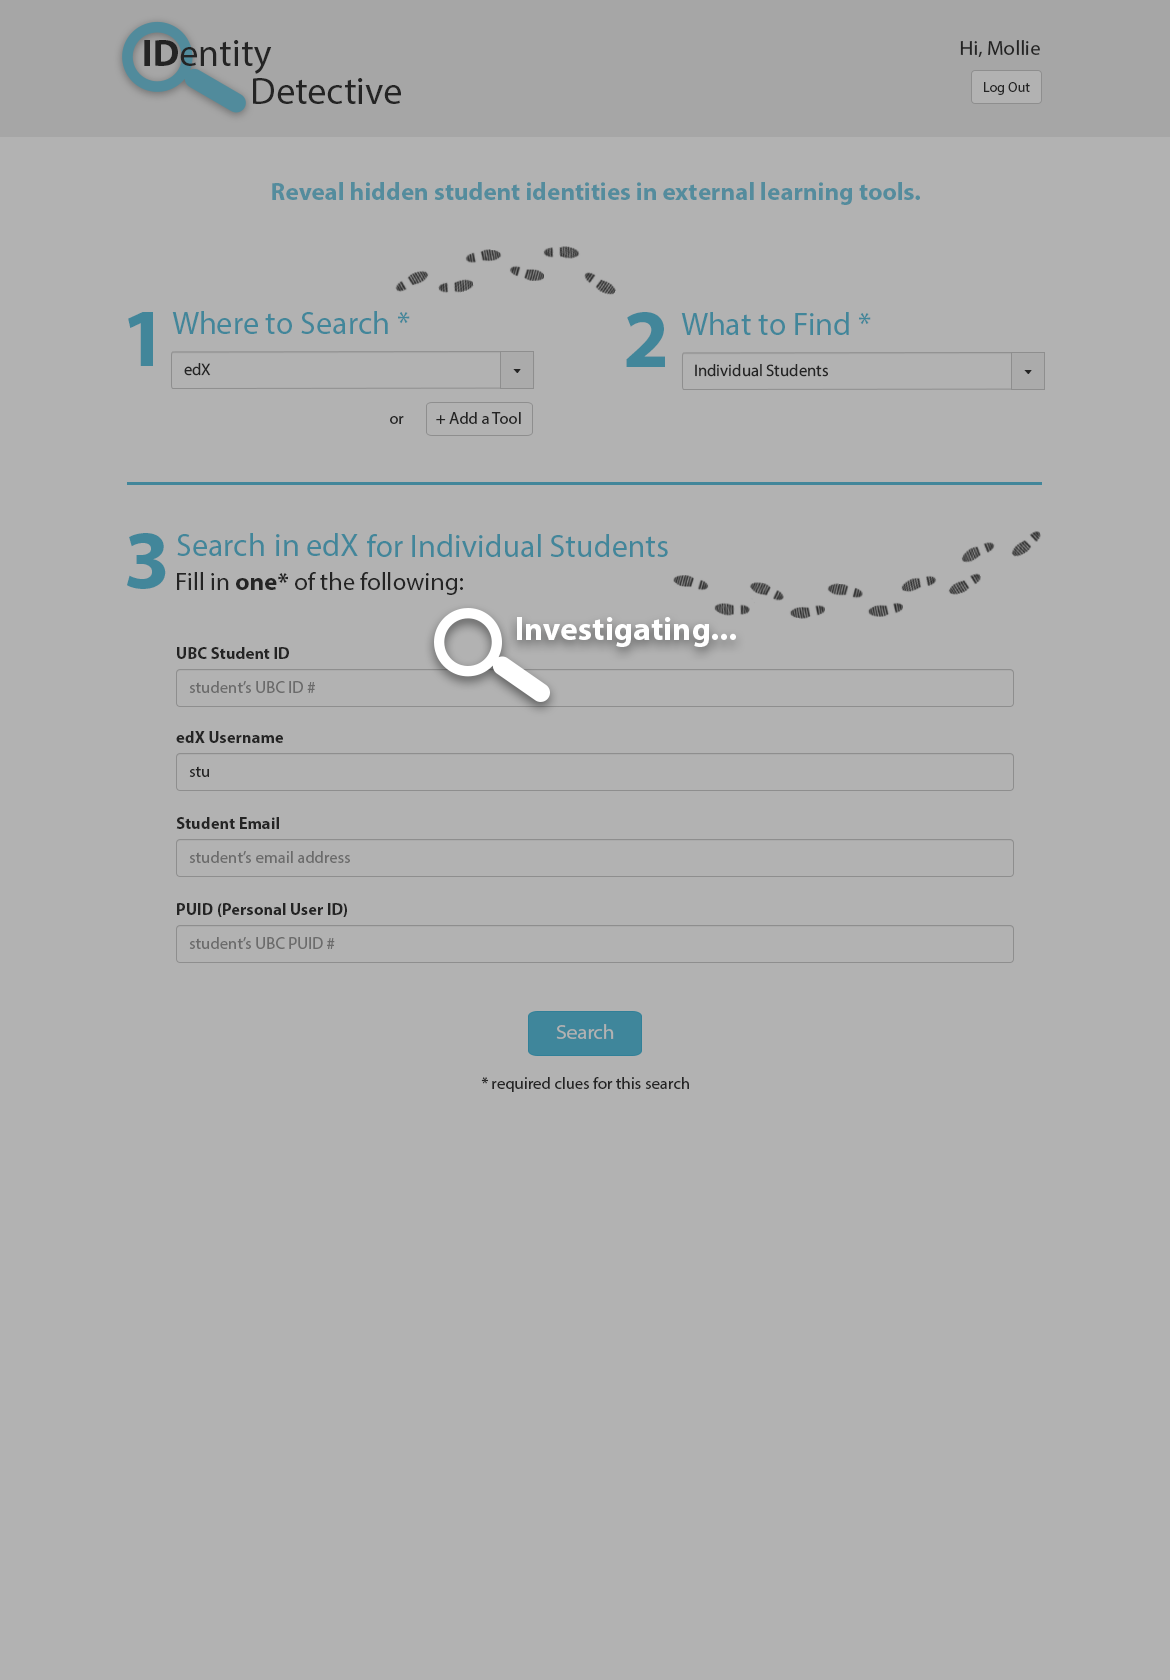 IDentity
Detective
Hi, Mollie
Log Out
Reveal hidden student identities in external learning tools.
1 Where to Search *
edX
or + Add a Tool
2 What to Find *
Individual Students
3 Search in edX for Individual Students
Fill in one* of the following:
Investigating...
UBC Student ID
student’s UBC ID #
edX Username
stu
Student Email
student’s email address
PUID (Personal User ID)
student’s UBC PUID #
Search
* required clues for this search